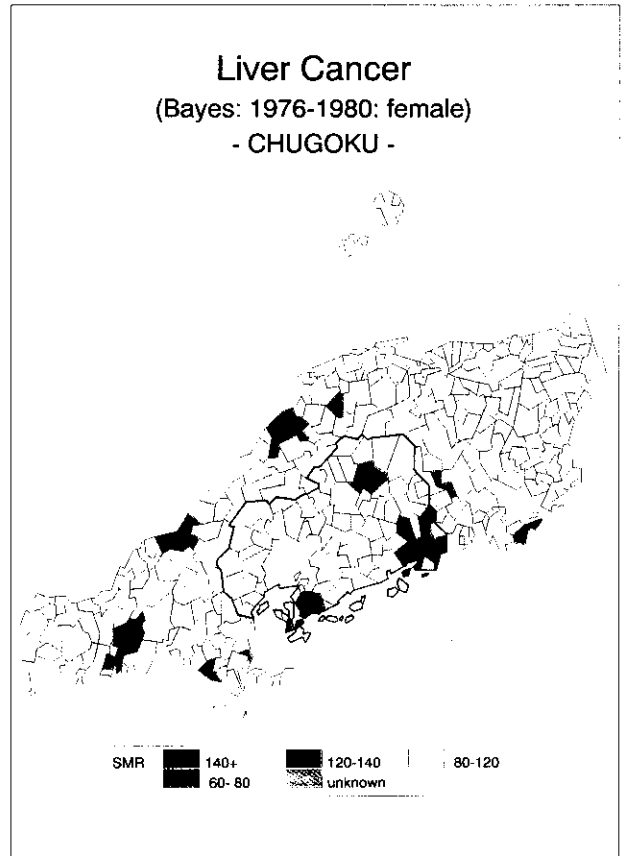 Liver Cancer
(Bayes: 1976-1980: female)
- CHUGOKU -
SMR 140+ 120-140 80-120
60- 80 unknown